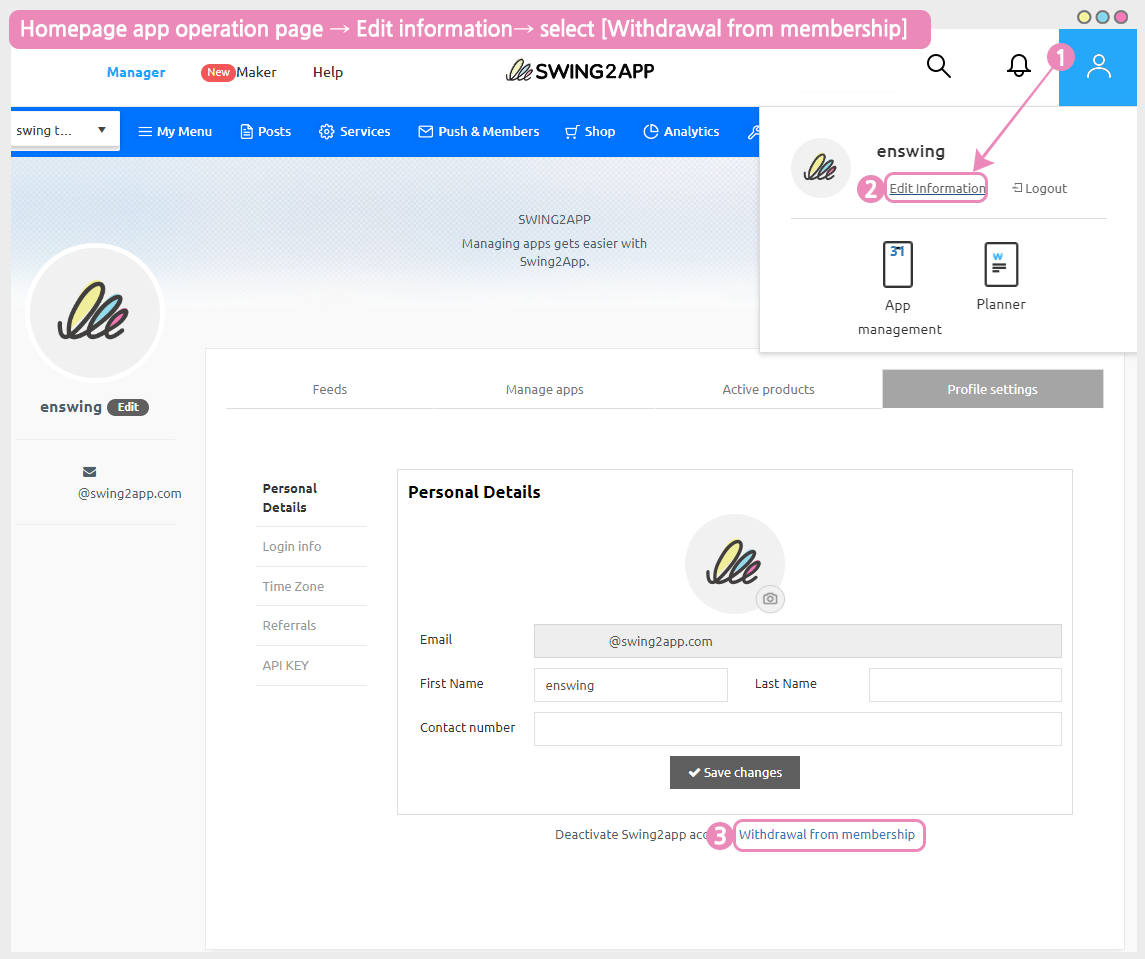 Homepage app operation page → Edit information→ select [Withdrawal from membership]
Manager
New Maker
Help
SWING2APP
1
swing t...
My Menu
Posts
Services
Push & Members
Shop
Analytics
enswing
2
Edit Information
Logout
31
App
management
W
Planner
SWING2APP
Managing apps gets easier with
Swing2App.
enswing Edit
@swing2app.com
Feeds
Manage apps
Active products
Profile settings
Personal
Details
Login info
Time Zone
Referrals
API KEY
Personal Details
Email
@swing2app.com
First Name
enswing
Last Name
Contact number
Save changes
Deactivate Swing2app
3
Withdrawal from membership